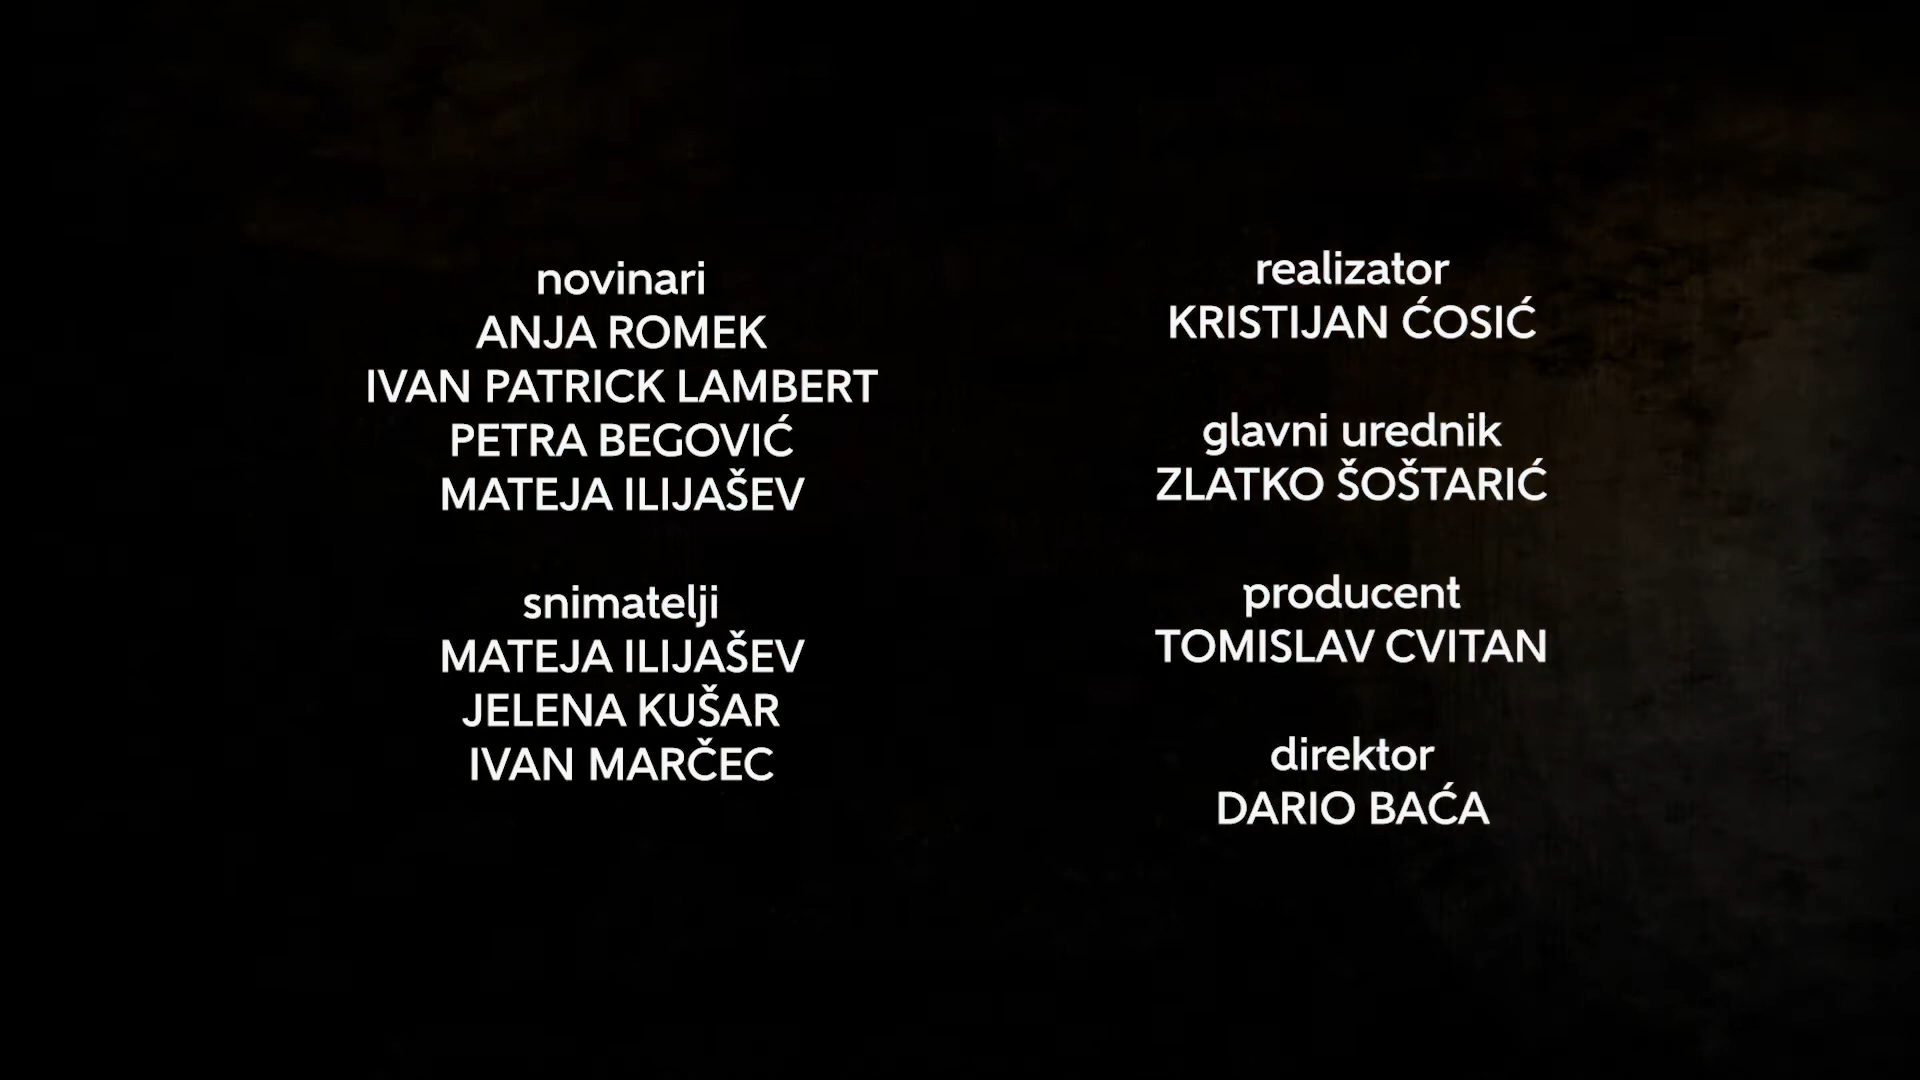 novinari
ANJA ROMEK
IVAN PATRICK LAMBERT
PETRA BEGOVIĆ
MATEJA ILIJAŠEV
snimatelji
MATEJA ILIJAŠEV
JELENA KUŠAR
IVAN MARČEC
realizator
KRISTIJAN ĆOSIĆ
glavni urednik
ZLATKO ŠOŠTARIĆ
producent
TOMISLAV CVITAN
direktor
DARIO BAĆA